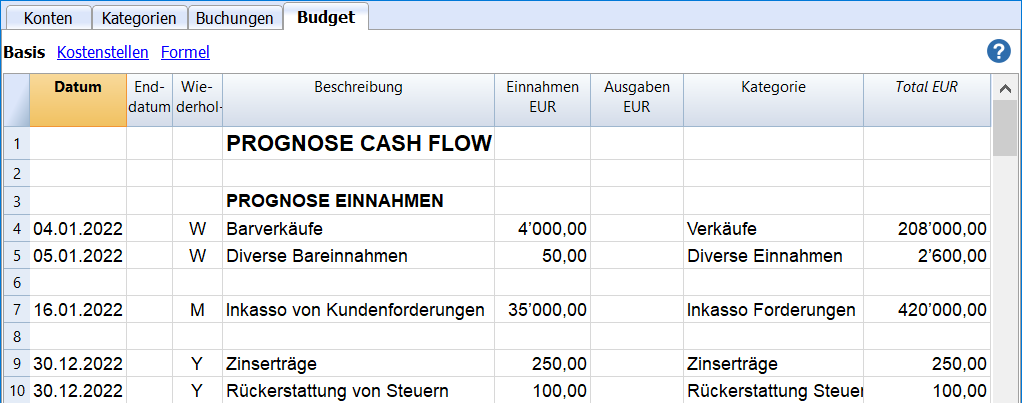 Konten Kategorien Buchungen Budget
Basis Kostenstellen Formel ?
Datum End- Wie- Beschreibung Einnahmen Ausgaben Kategorie Total EUR
datum derhol- EUR EUR
1 PROGNOSE CASH FLOW
2
3 PROGNOSE EINNAHMEN
4 04.01.2022 W Barverkäufe 4’000,00 Verkäufe 208’000,00
5 05.01.2022 W Diverse Bareinnahmen 50,00 Diverse Einnahmen 2’600,00
6
7 16.01.2022 M Inkasso von Kundenforderungen 35’000,00 Inkasso Forderungen 420’000,00
8
9 30.12.2022 Y Zinserträge 250,00 Zinserträge 250,00
10 30.12.2022 Y Rückerstattung von Steuern 100,00 Rückerstattung Steuer 100,00